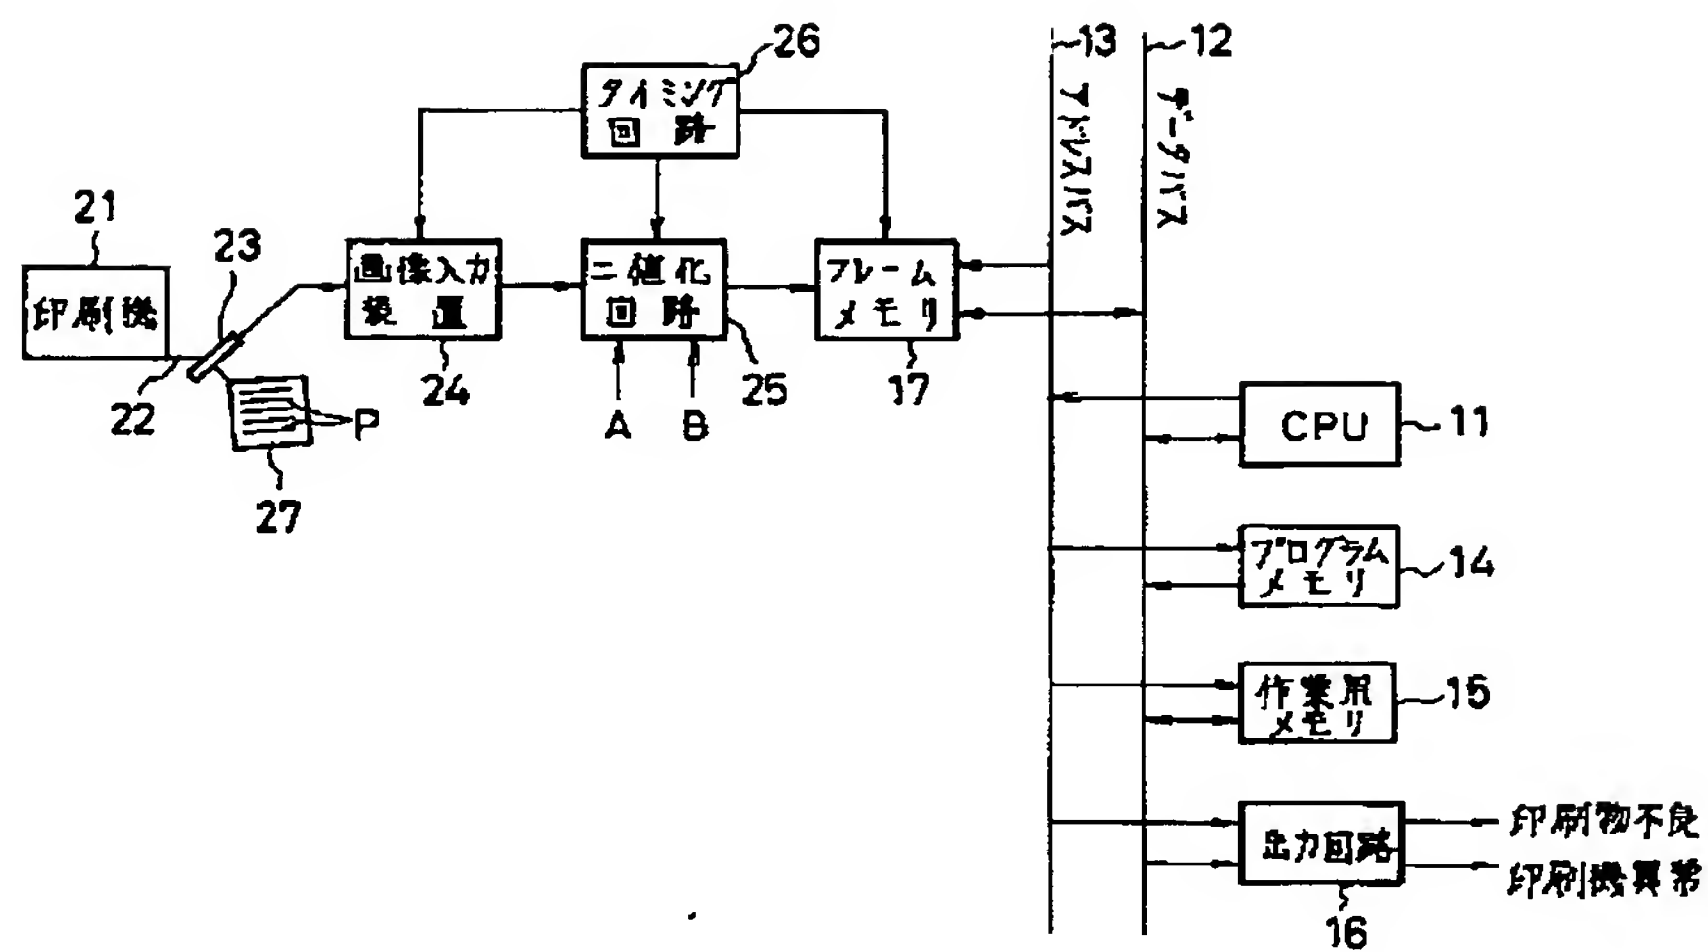 26
タイミング
回路
13
アドレスバス
12
データバス
21
印刷機
22
23
画像入力
装置
24
二値化
回路
25
A
B
フレーム
メモリ
17
P
27
CPU
11
プログラム
メモリ
14
作業用
メモリ
15
出力回路
16
印刷物不良
印刷機異常